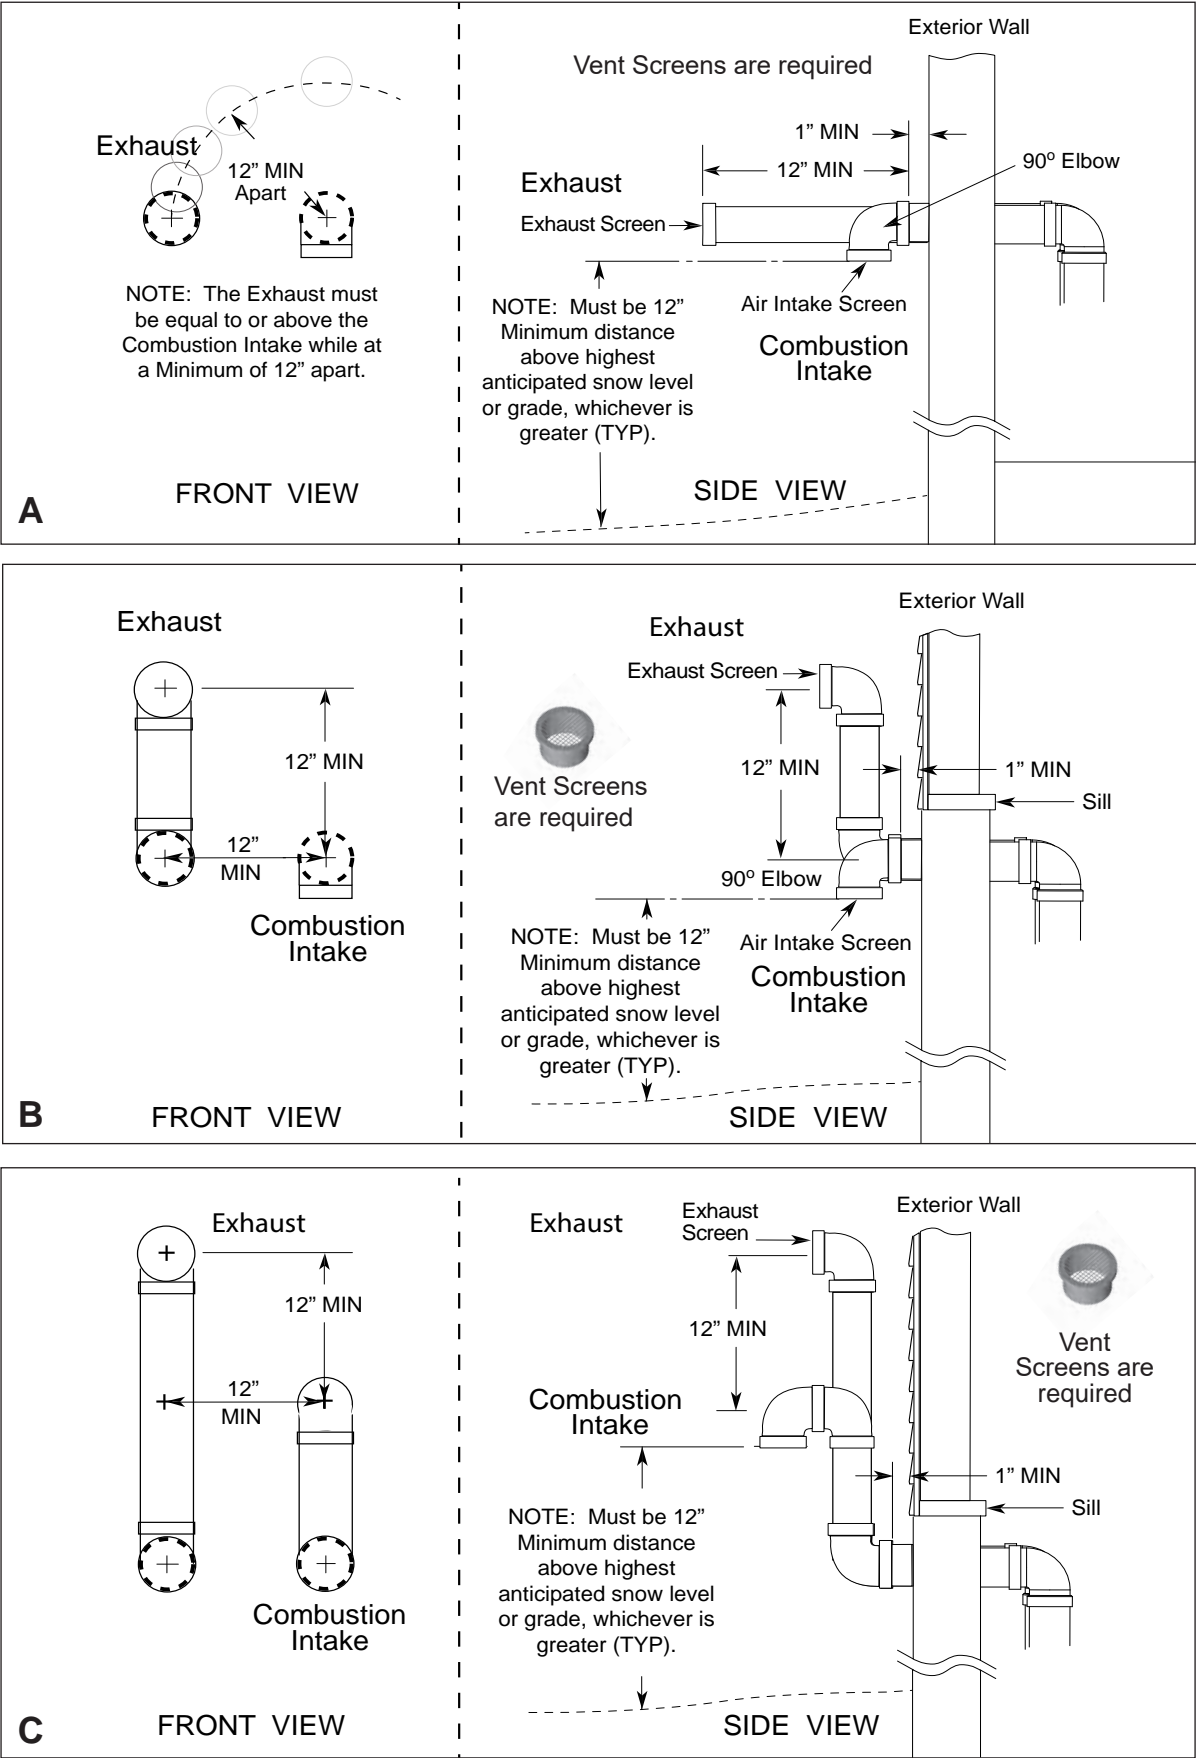 Exhaust
12” MIN
Apart
NOTE: The Exhaust must
be equal to or above the
Combustion Intake while at
a Minimum of 12” apart.
FRONT VIEW
A
Exterior Wall
Vent Screens are required
1” MIN
12” MIN
90o Elbow
Exhaust
Exhaust Screen
Air Intake Screen
Combustion
Intake
NOTE: Must be 12”
Minimum distance
above highest
anticipated snow level
or grade, whichever is
greater (TYP).
SIDE VIEW
Exhaust
12” MIN
12”
MIN
Combustion
Intake
FRONT VIEW
B
Exterior Wall
Exhaust
Exhaust Screen
Vent Screens
are required
12” MIN
1” MIN
Sill
90o Elbow
Air Intake Screen
Combustion
Intake
NOTE: Must be 12”
Minimum distance
above highest
anticipated snow level
or grade, whichever is
greater (TYP).
SIDE VIEW
Exhaust
12” MIN
12”
MIN
Combustion
Intake
FRONT VIEW
C
Exterior Wall
Exhaust
Exhaust
Screen
12” MIN
Vent
Screens are
required
Combustion
Intake
1” MIN
Sill
NOTE: Must be 12”
Minimum distance
above highest
anticipated snow level
or grade, whichever is
greater (TYP).
SIDE VIEW